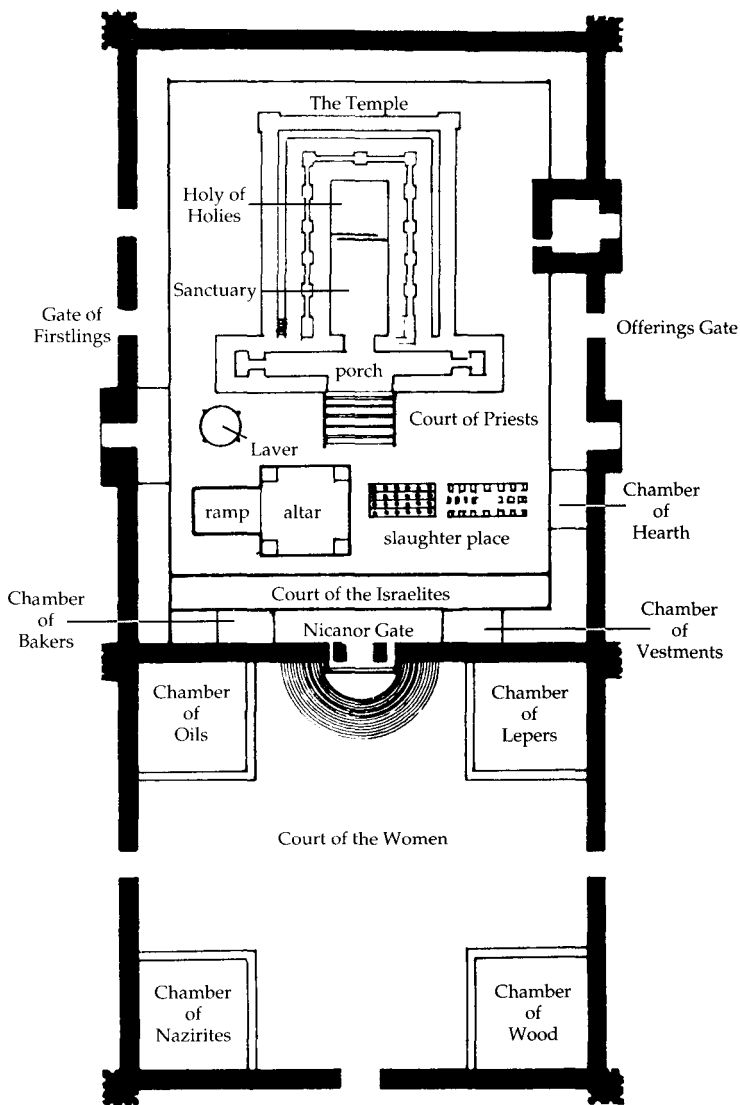 The Temple
Holy of
Holies
Sanctuary
Gate of
Firstlings
Offerings Gate
porch
Court of Priests
Laver
ramp
altar
slaughter place
Chamber
of
Hearth
Court of the Israelites
Chamber
of
Bakers
Nicanor Gate
Chamber
of
Vestments
Chamber
of
Oils
Chamber
of
Lepers
Court of the Women
Chamber
of
Nazirites
Chamber
of
Wood